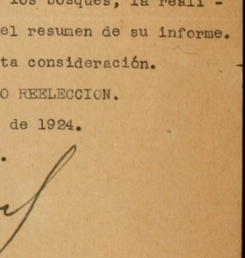 los bosques, la reali -
el resumen de su informe.
ta consideración.
O REELECCION.
de 1924.
.